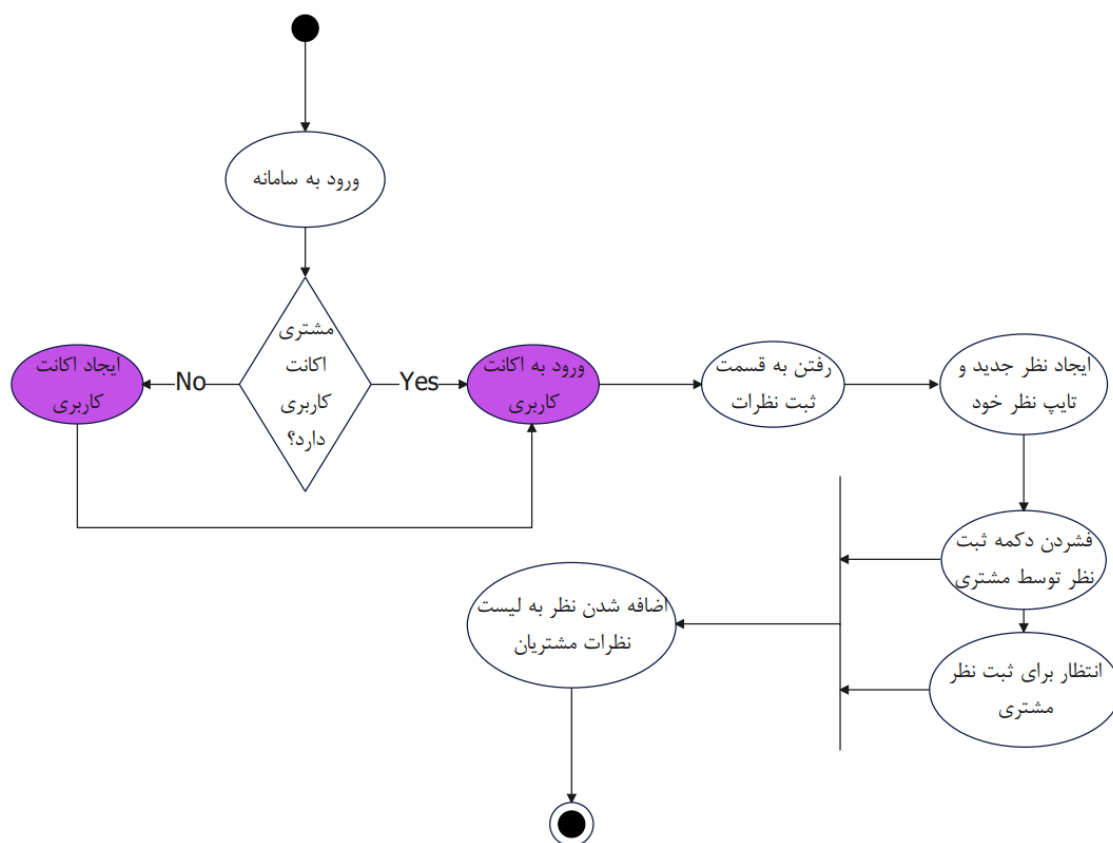 ورود به سامانه
مشتری
اکانت
کاربری
دارد؟
No
ایجاد اکانت
کاربری
Yes
ورود به اکانت
کاربری
رفتن به قسمت
ثبت نظرات
ایجاد نظر جدید و
تایپ نظر خود
فشردن دکمه ثبت
نظر توسط مشتری
انتظار برای ثبت نظر
مشتری
اضافه شدن نظر به لیست
نظرات مشتریان